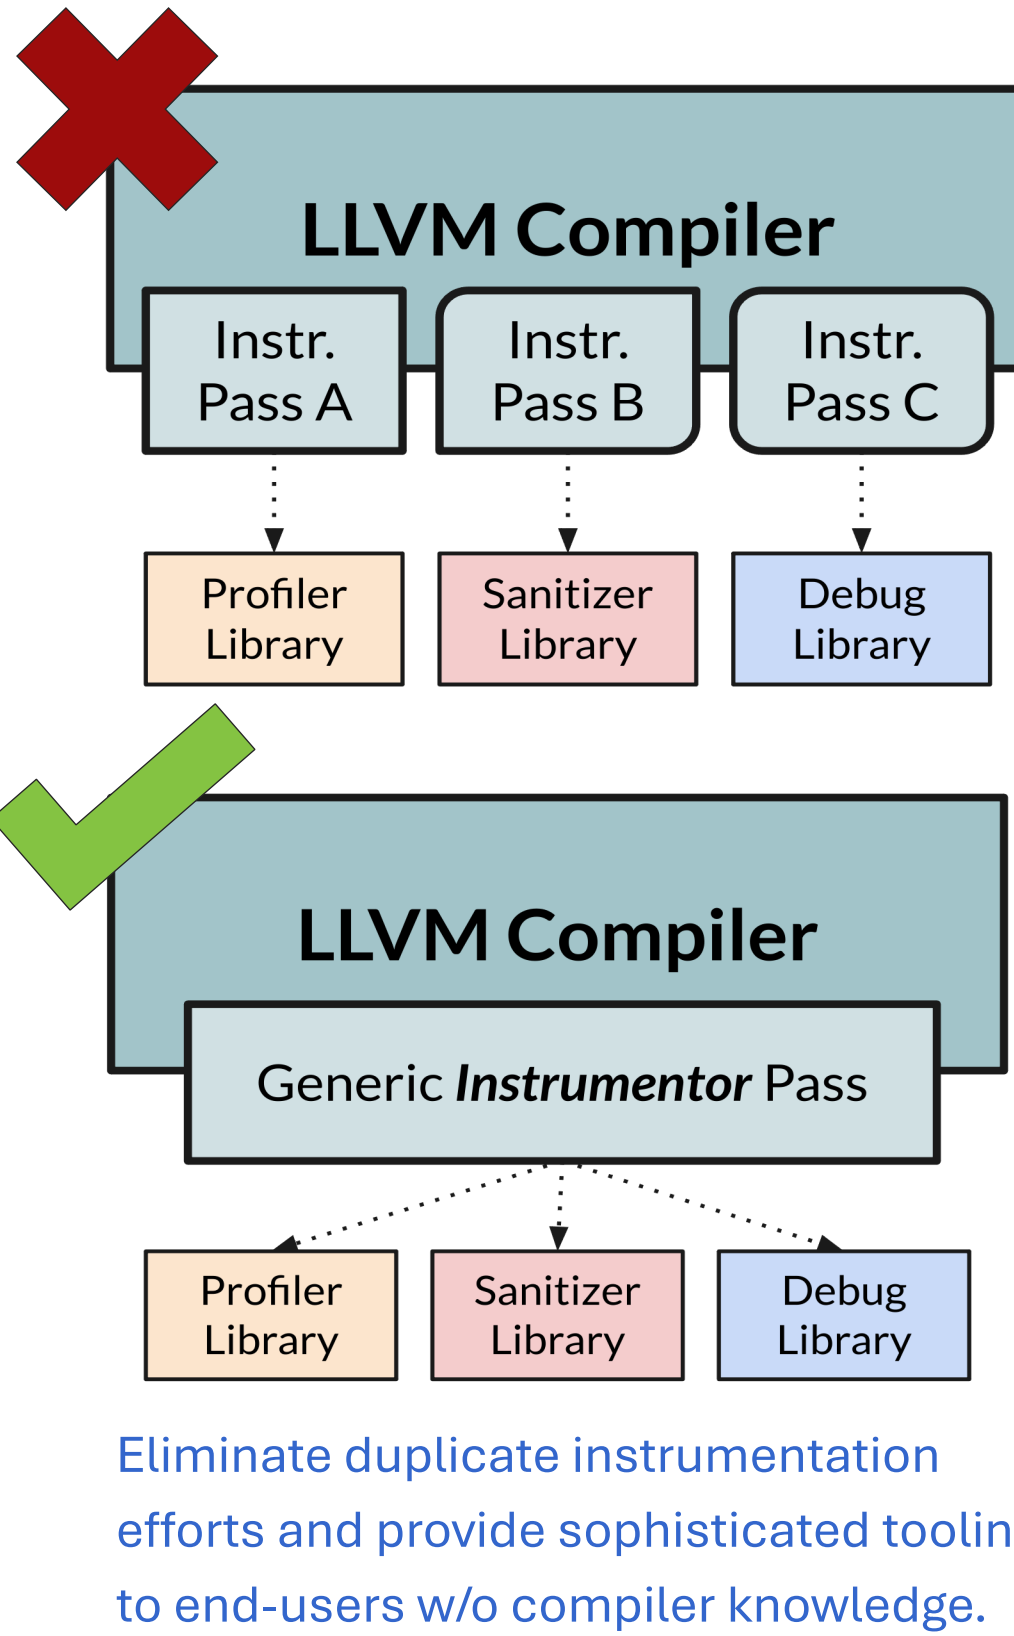 LLVM Compiler
Instr.
Pass A
Instr.
Pass B
Instr.
Pass C
Profiler
Library
Sanitizer
Library
Debug
Library
LLVM Compiler
Generic Instrumentor Pass
Profiler
Library
Sanitizer
Library
Debug
Library
Eliminate duplicate instrumentation
efforts and provide sophisticated toolin
to end-users w/o compiler knowledge.